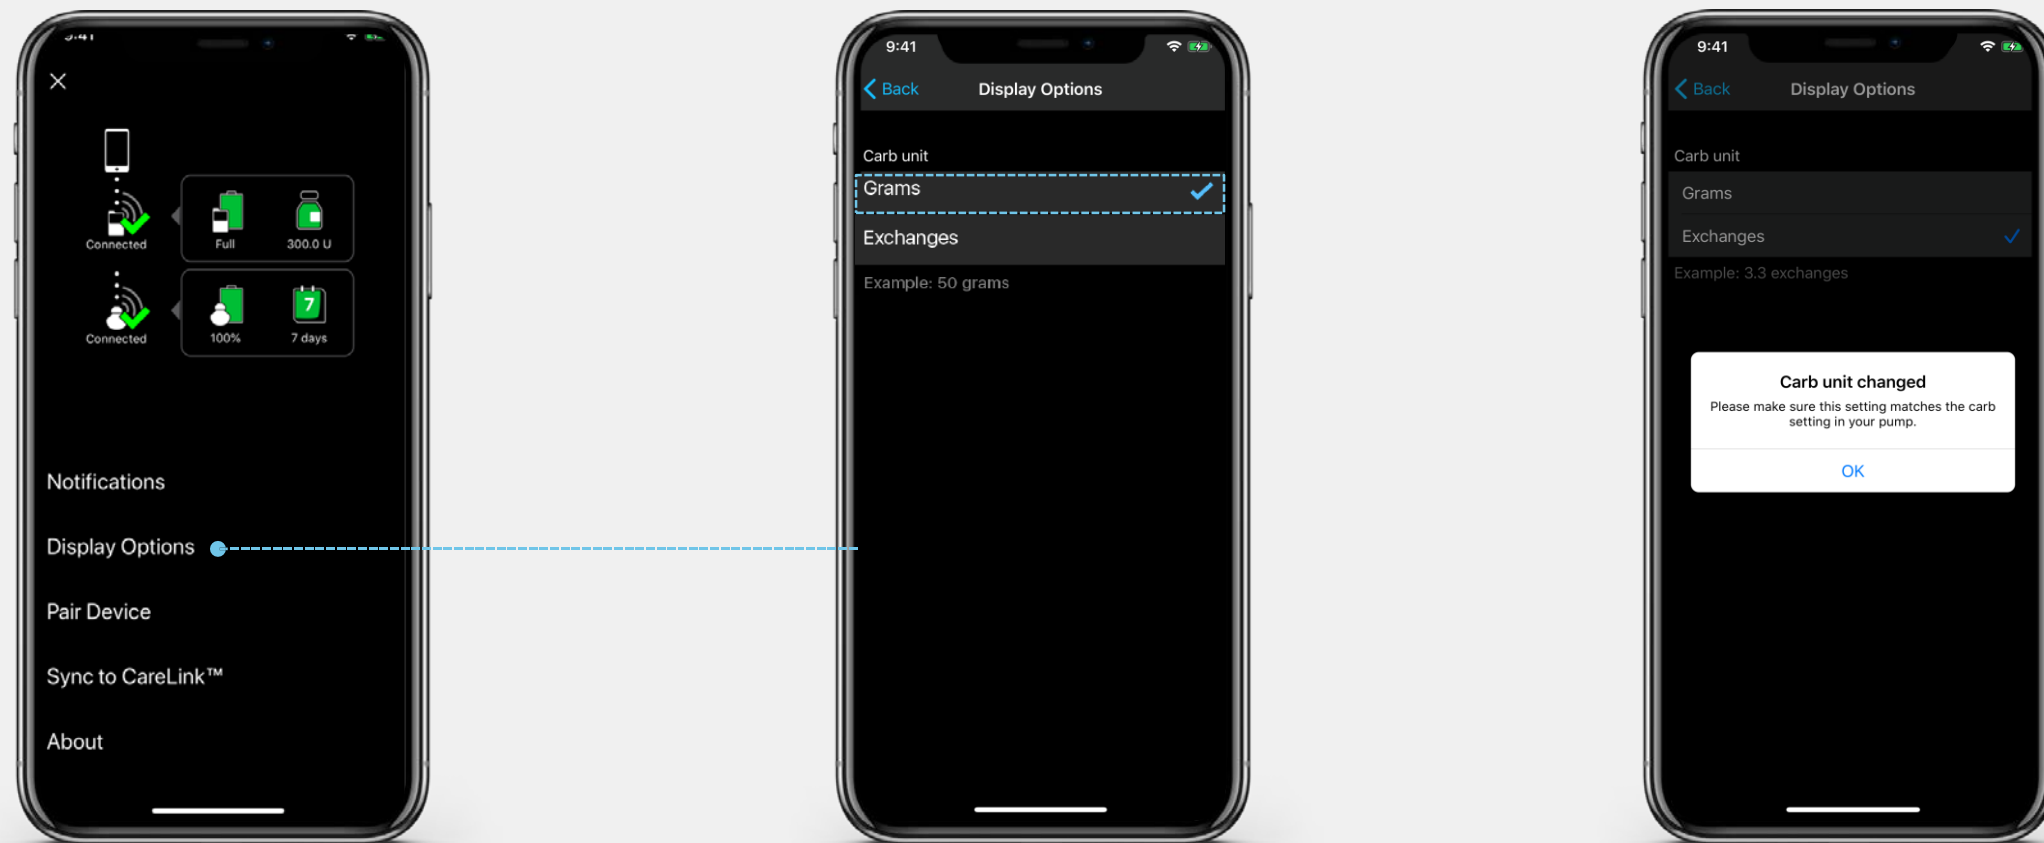 9:41
Connected
Full
300.0 U
Connected
100%
7
7 days
Notifications
Display Options
Pair Device
Sync to CareLink™
About
9:41
Back
Display Options
Carb unit
Grams
Exchanges
Example: 50 grams
9:41
Back
Display Options
Carb unit
Grams
Exchanges
Example: 3.3 exchanges
Carb unit changed
Please make sure this setting matches the carb
setting in your pump.
OK